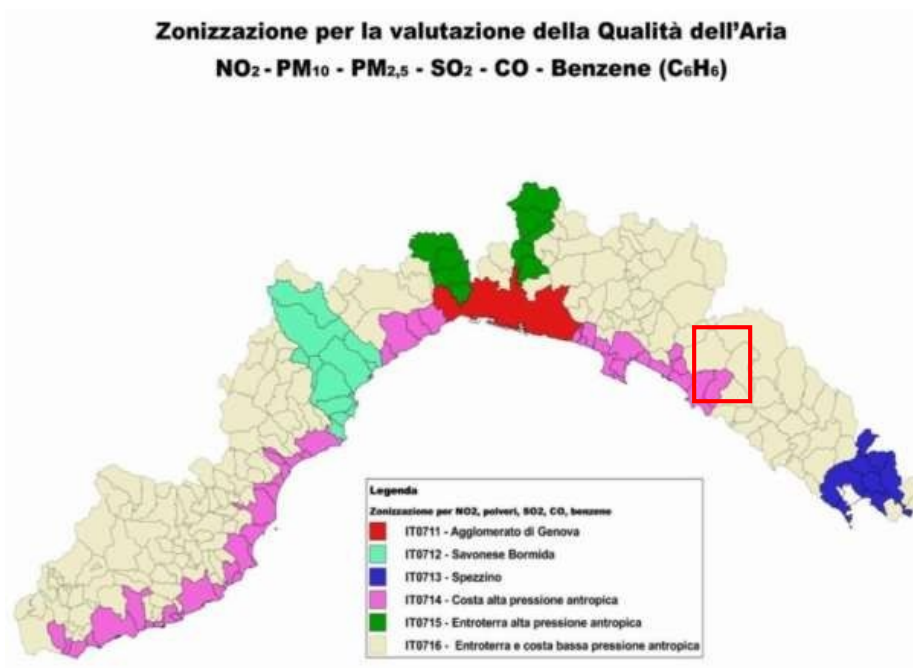 Zonizzazione per la valutazione della Qualità dell'Aria
NO₂ - PM₁₀ - PM₂,₅ - SO₂ - CO - Benzene (C₆H₆)
Legenda
Zonizzazione per NO2, polveri, SO2, CO, benzene
IT0711 - Agglomerato di Genova
IT0712 - Savonese Bormida
IT0713 - Spezzino
IT0714 - Costa alta pressione antropica
IT0715 - Entroterra alta pressione antropica
IT0716 - Entroterra e costa bassa pressione antropica